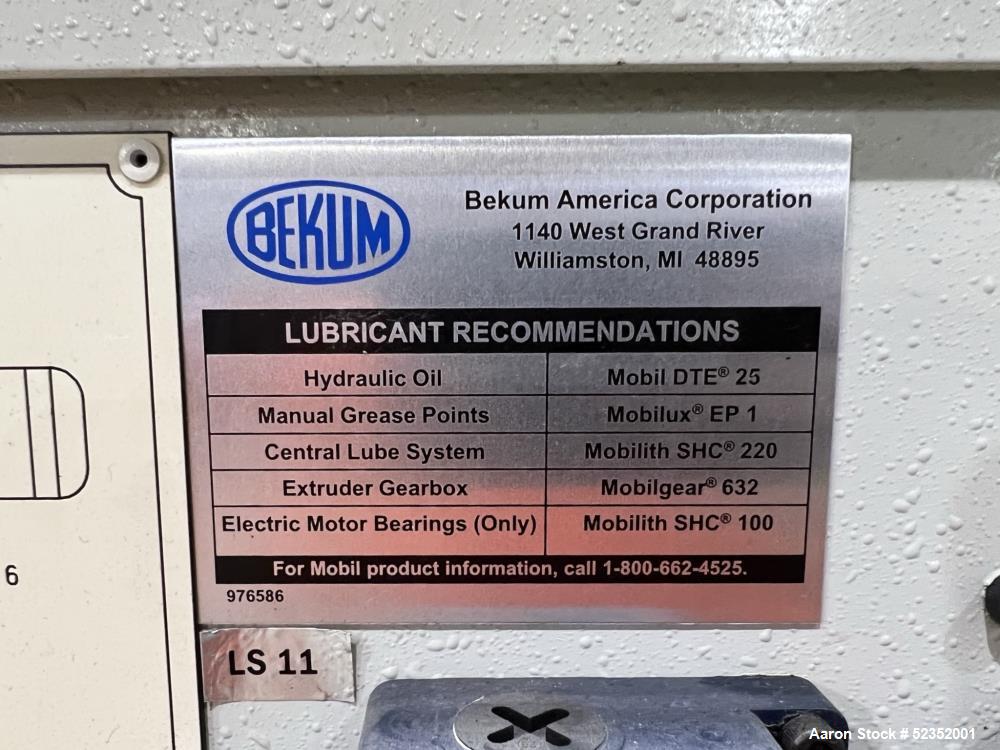 BEKUM
Bekum America Corporation
1140 West Grand River
Williamston, MI 48895
LUBRICANT RECOMMENDATIONS
Hydraulic Oil Mobil DTE® 25
Manual Grease Points Mobilux® EP 1
Central Lube System Mobilith SHC® 220
Extruder Gearbox Mobilgear® 632
Electric Motor Bearings (Only) Mobilith SHC® 100
For Mobil product information, call 1-800-662-4525.
976586
6
LS 11
Aaron Stock # 52352001